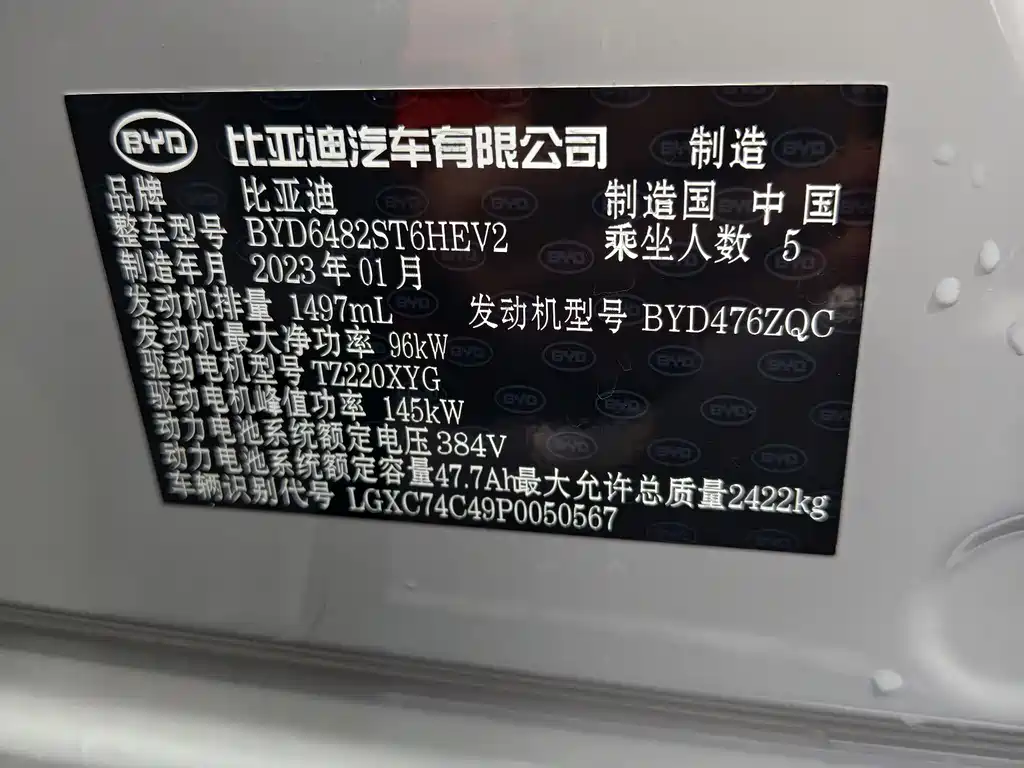 BYD 比亚迪汽车有限公司 制造
品牌 比亚迪 制造国 中国
整车型号 BYD6482ST6HEV2 乘坐人数 5
制造年月 2023年01月
发动机排量 1497mL 发动机型号 BYD476ZQC
发动机最大净功率 96kW
驱动电机型号 TZ220XYG
驱动电机峰值功率 145kW
动力电池系统额定电压 384V
动力电池系统额定容量 47.7Ah 最大允许总质量 2422kg
车辆识别代号 LGXC74C49P0050567